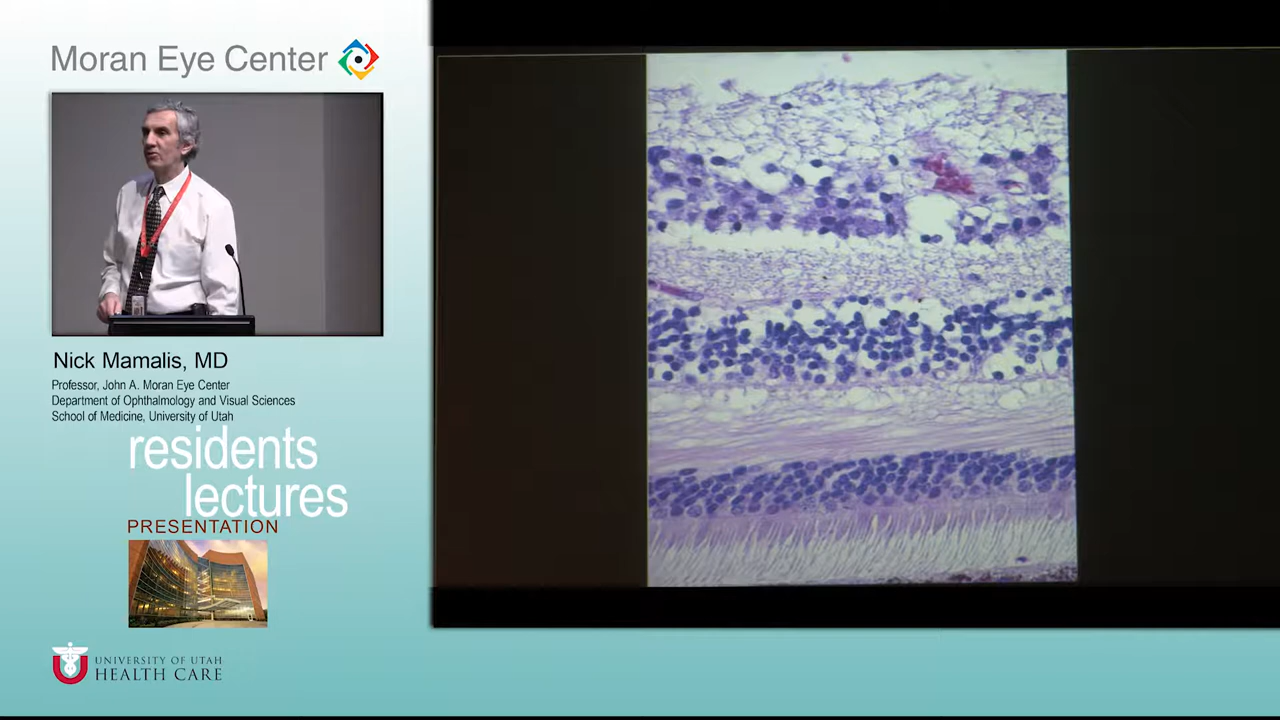 Moran Eye Center
Nick Mamalis, MD
Professor, John A. Moran Eye Center
Department of Ophthalmology and Visual Sciences
School of Medicine, University of Utah
residents
lectures
PRESENTATION
UNIVERSITY OF UTAH
HEALTH CARE